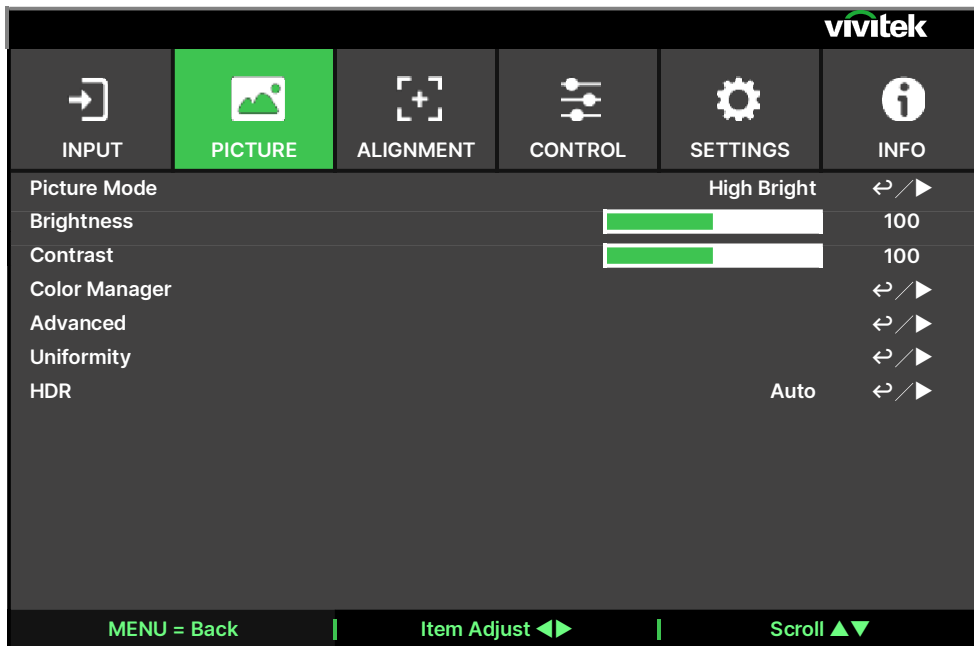 vivitek
INPUT PICTURE ALIGNMENT CONTROL SETTINGS INFO
Picture Mode High Bright ↩/▶
Brightness 100
Contrast 100
Color Manager ↩/▶
Advanced ↩/▶
Uniformity ↩/▶
HDR Auto ↩/▶
MENU = Back Item Adjust ◀▶ Scroll ▲▼